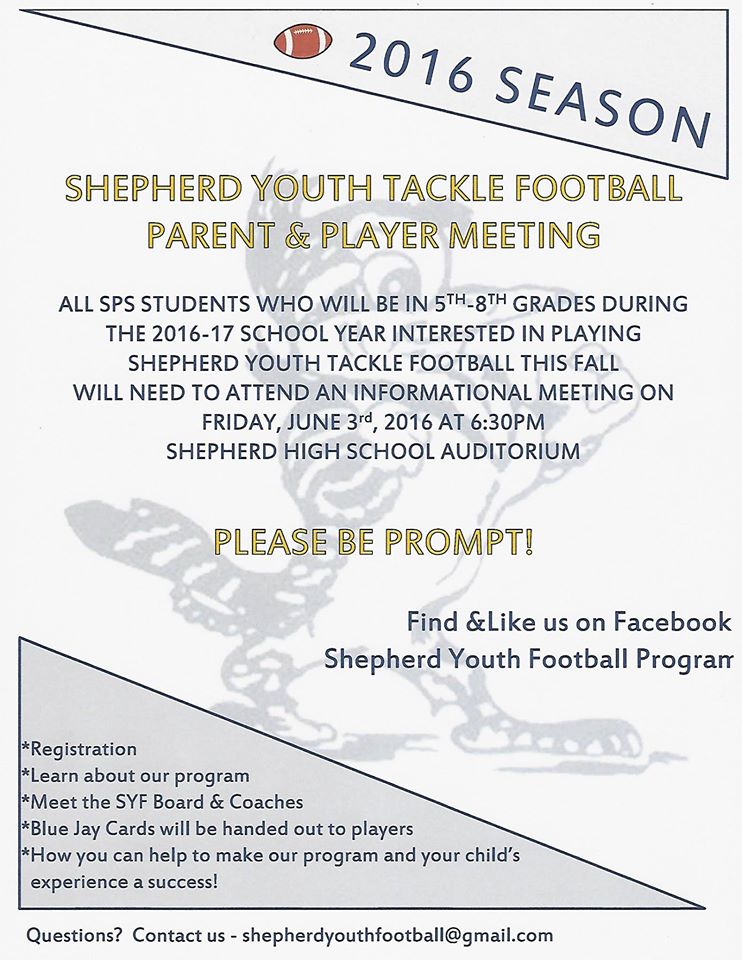 2016 SEASON
SHEPHERD YOUTH TACKLE FOOTBALL
PARENT & PLAYER MEETING
ALL SPS STUDENTS WHO WILL BE IN 5TH-8TH GRADES DURING
THE 2016-17 SCHOOL YEAR INTERESTED IN PLAYING
SHEPHERD YOUTH TACKLE FOOTBALL THIS FALL
WILL NEED TO ATTEND AN INFORMATIONAL MEETING ON
FRIDAY, JUNE 3rd, 2016 AT 6:30PM
SHEPHERD HIGH SCHOOL AUDITORIUM
PLEASE BE PROMPT!
Find &Like us on Facebook
Shepherd Youth Football Program
*Registration
*Learn about our program
*Meet the SYF Board & Coaches
*Blue Jay Cards will be handed out to players
*How you can help to make our program and your child's
experience a success!
Questions? Contact us - shepherdyouthfootball@gmail.com